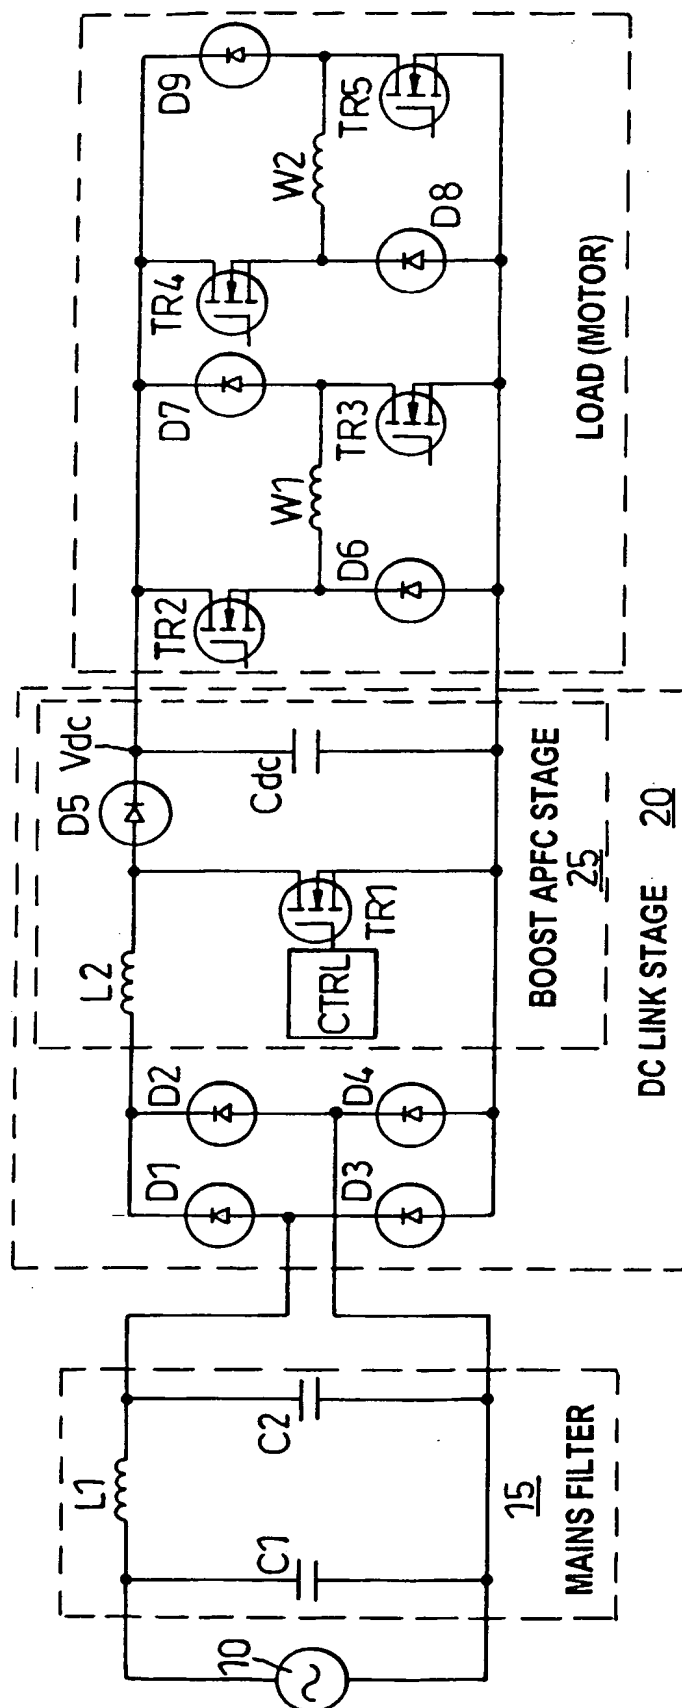 10
C1
L1
C2
MAINS FILTER
15
D1
D2
D3
D4
L2
CTRL
TR1
D5
Vdc
Cdc
BOOST APFC STAGE
25
DC LINK STAGE
20
TR2
D6
W1
D7
TR3
TR4
W2
D8
D9
TR5
LOAD (MOTOR)